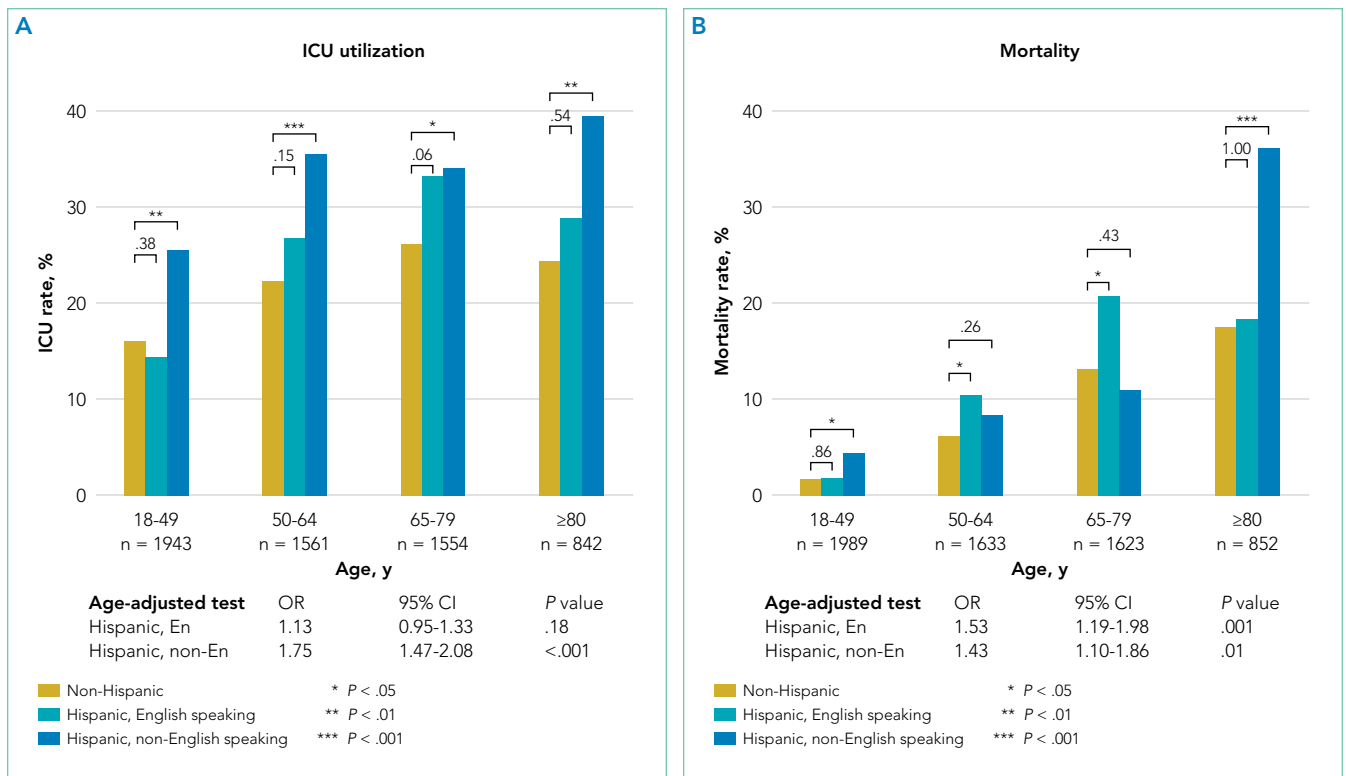 A
ICU utilization
ICU rate, %
40
30
20
10
0
.38
**
.15
***
.06
*
.54
**
18-49
n = 1943
50-64
n = 1561
65-79
n = 1554
≥80
n = 842
Age, y
Age-adjusted test OR 95% CI P value
Hispanic, En 1.13 0.95-1.33 .18
Hispanic, non-En 1.75 1.47-2.08 <.001
Non-Hispanic * P < .05
Hispanic, English speaking ** P < .01
Hispanic, non-English speaking *** P < .001
B
Mortality
Mortality rate, %
40
30
20
10
0
.86
*
*
.26
*
.43
1.00
***
18-49
n = 1989
50-64
n = 1633
65-79
n = 1623
≥80
n = 852
Age, y
Age-adjusted test OR 95% CI P value
Hispanic, En 1.53 1.19-1.98 .001
Hispanic, non-En 1.43 1.10-1.86 .01
Non-Hispanic * P < .05
Hispanic, English speaking ** P < .01
Hispanic, non-English speaking *** P < .001